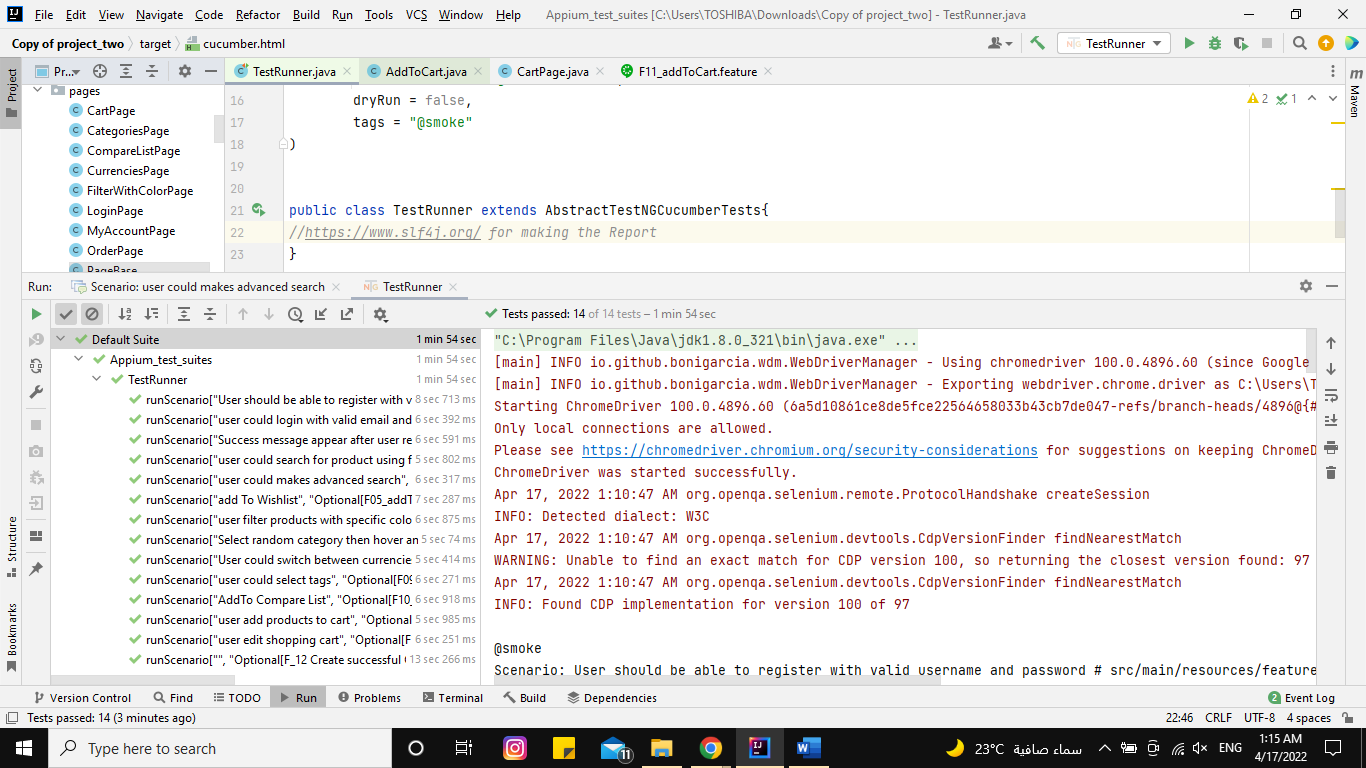 File Edit View Navigate Code Refactor Build Run Tools VCS Window Help Appium_test_suites [C:\Users\TOSHIBA\Downloads\Copy of project_two] - TestRunner.java
Copy of project_two target cucumber.html TestRunner
Project Pr... TestRunner.java AddToCart.java CartPage.java F11_addToCart.feature Maven
pages
CartPage
CategoriesPage
CompareListPage
CurrenciesPage
FilterWithColorPage
LoginPage
MyAccountPage
OrderPage
PageBase
2 1
16 dryRun = false,
17 tags = "@smoke"
18 )
19
20
21 public class TestRunner extends AbstractTestNGCucumberTests{
22 //https://www.slf4j.org/ for making the Report
23 }
Run: Scenario: user could makes advanced search TestRunner
Tests passed: 14 of 14 tests – 1 min 54 sec
Default Suite 1 min 54 sec
Appium_test_suites 1 min 54 sec
TestRunner 1 min 54 sec
runScenario["User should be able to register with v 8 sec 713 ms
runScenario["user could login with valid email and 6 sec 392 ms
runScenario["Success message appear after user re 6 sec 591 ms
runScenario["user could search for product using f 5 sec 802 ms
runScenario["user could makes advanced search", 6 sec 317 ms
runScenario["add To Wishlist", "Optional[F05_addT 7 sec 287 ms
runScenario["user filter products with specific colo 6 sec 875 ms
runScenario["Select random category then hover an 5 sec 74 ms
runScenario["User could switch between currencie 5 sec 414 ms
runScenario["user could select tags", "Optional[F09 6 sec 271 ms
runScenario["AddTo Compare List", "Optional[F10_ 6 sec 918 ms
runScenario["user add products to cart", "Optional 5 sec 985 ms
runScenario["user edit shopping cart", "Optional[F 6 sec 251 ms
runScenario["", "Optional[F_12 Create successful 13 sec 266 ms
"C:\Program Files\Java\jdk1.8.0_321\bin\java.exe" ...
[main] INFO io.github.bonigarcia.wdm.WebDriverManager - Using chromedriver 100.0.4896.60 (since Google
[main] INFO io.github.bonigarcia.wdm.WebDriverManager - Exporting webdriver.chrome.driver as C:\Users\T
Starting ChromeDriver 100.0.4896.60 (6a5d10861ce8de5fce22564658033b43cb7de047-refs/branch-heads/4896@{#
Only local connections are allowed.
Please see https://chromedriver.chromium.org/security-considerations for suggestions on keeping ChromeD
ChromeDriver was started successfully.
Apr 17, 2022 1:10:47 AM org.openqa.selenium.remote.ProtocolHandshake createSession
INFO: Detected dialect: W3C
Apr 17, 2022 1:10:47 AM org.openqa.selenium.devtools.CdpVersionFinder findNearestMatch
WARNING: Unable to find an exact match for CDP version 100, so returning the closest version found: 97
Apr 17, 2022 1:10:47 AM org.openqa.selenium.devtools.CdpVersionFinder findNearestMatch
INFO: Found CDP implementation for version 100 of 97
@smoke
Scenario: User should be able to register with valid username and password # src/main/resources/feature
Structure
Bookmarks
Version Control Find TODO Run Problems Terminal Build Dependencies 2 Event Log
Tests passed: 14 (3 minutes ago) 22:46 CRLF UTF-8 4 spaces
Type here to search 11 23°C سماء صافية ENG 1:15 AM
4/17/2022